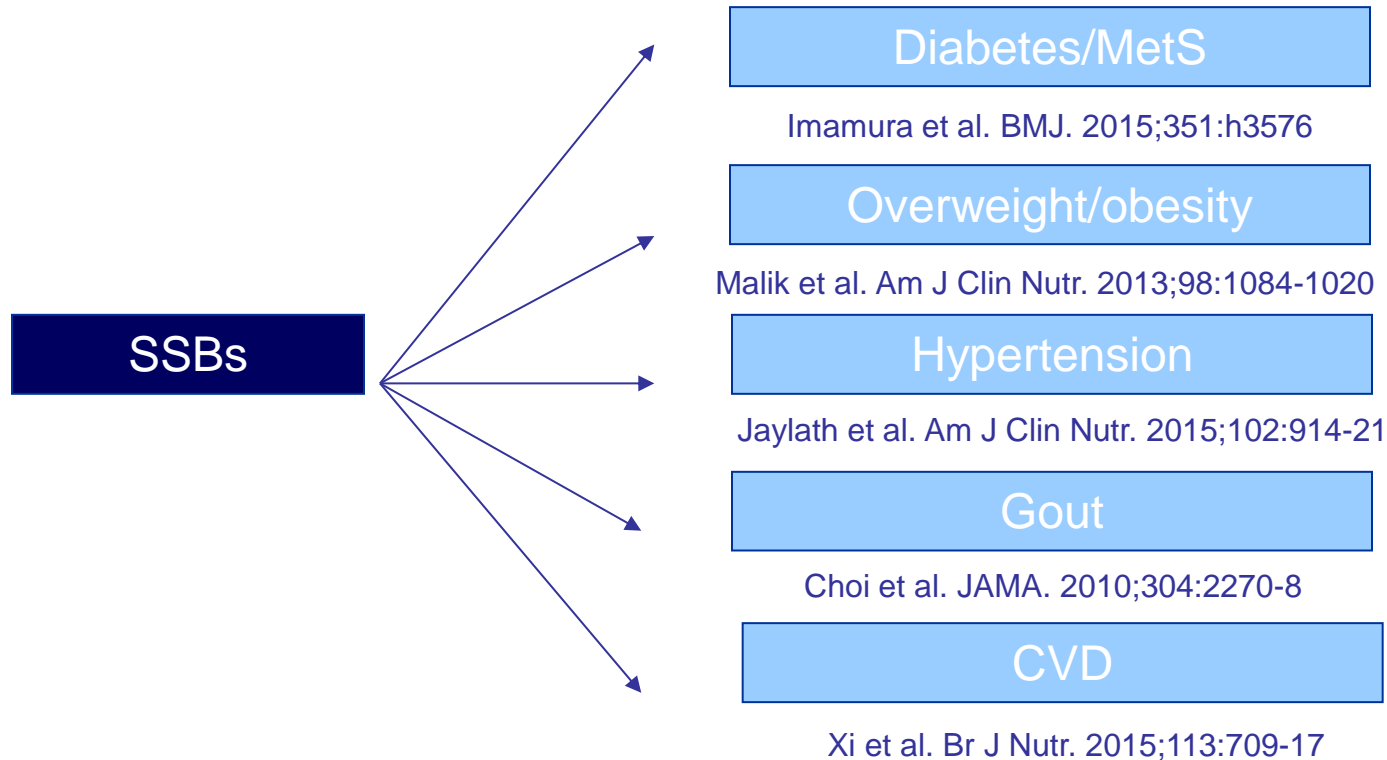 Diabetes/MetS
Imamura et al. BMJ. 2015;351:h3576
Overweight/obesity
Malik et al. Am J Clin Nutr. 2013;98:1084-1020
SSBs
Hypertension
Jaylath et al. Am J Clin Nutr. 2015;102:914-21
Gout
Choi et al. JAMA. 2010;304:2270-8
CVD
Xi et al. Br J Nutr. 2015;113:709-17